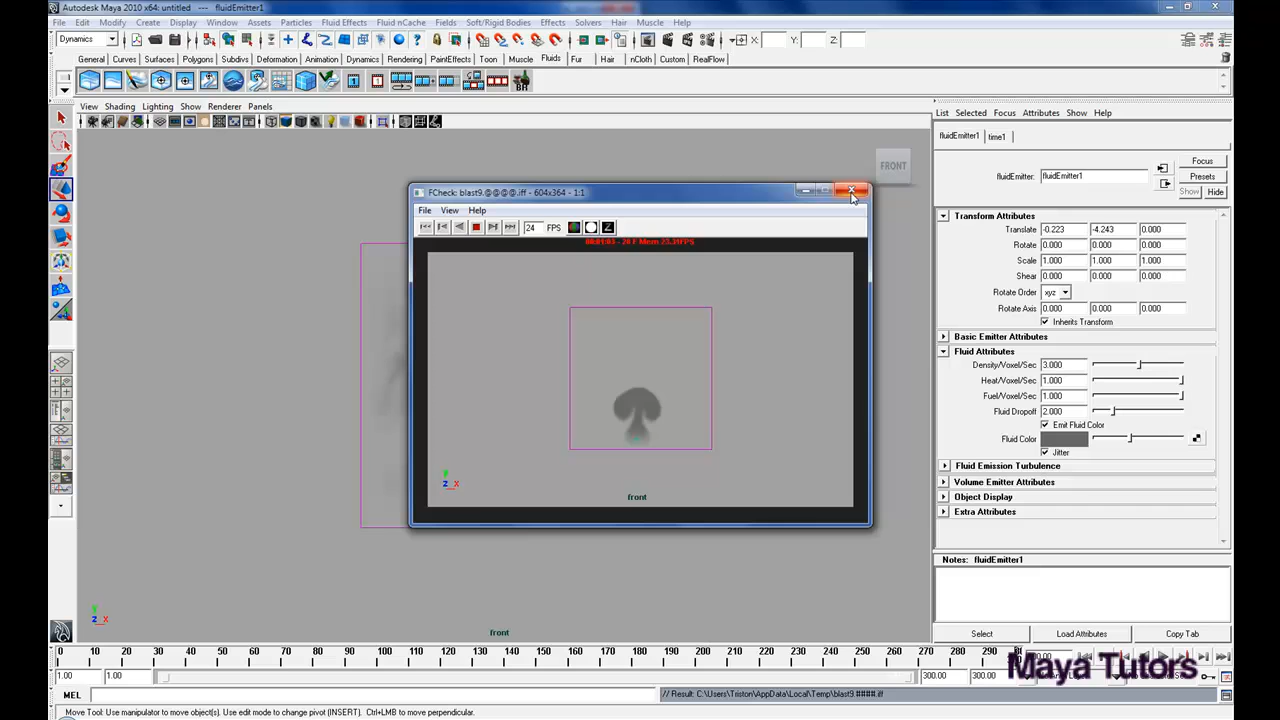 Autodesk Maya 2010 x64: untitled --- fluidEmitter1
File Edit Modify Create Display Window Assets Particles Fluid Effects Fluid nCache Fields Soft/Rigid Bodies Effects Solvers Hair Muscle Help
Dynamics X: Y: Z:
General Curves Surfaces Polygons Subdivs Deformation Animation Dynamics Rendering PaintEffects Toon Muscle Fluids Fur Hair nCloth Custom RealFlow
View Shading Lighting Show Renderer Panels
FRONT
FCheck: blast9.@@@@.iff - 604x364 - 1:1
File View Help
24 FPS
front
z x
front
y
z x
List Selected Focus Attributes Show Help
fluidEmitter1 time1
Focus
fluidEmitter: fluidEmitter1 Presets
Show Hide
Transform Attributes
Translate -0.223 -4.243 0.000
Rotate 0.000 0.000 0.000
Scale 1.000 1.000 1.000
Shear 0.000 0.000 0.000
Rotate Order xyz
Rotate Axis 0.000 0.000 0.000
Inherits Transform
Basic Emitter Attributes
Fluid Attributes
Density/Voxel/Sec 3.000
Heat/Voxel/Sec 1.000
Fuel/Voxel/Sec 1.000
Fluid Dropoff 2.000
Emit Fluid Color
Fluid Color
Jitter
Fluid Emission Turbulence
Volume Emitter Attributes
Object Display
Extra Attributes
Notes: fluidEmitter1
Select Load Attributes Copy Tab
0 10 20 30 40 50 60 70 80 90 100 110 120 130 140 150 160 170 180 190 200 210 220 230 240 250 260 270 280 290
1.00 1.00 300.00 300.00
Maya Tutors
MEL // Result: C:\Users\Triston\AppData\Local\Temp\blast9.####.iff
Move Tool: Use manipulator to move object(s). Use edit mode to change pivot (INSERT). Ctrl+LMB to move perpendicular.